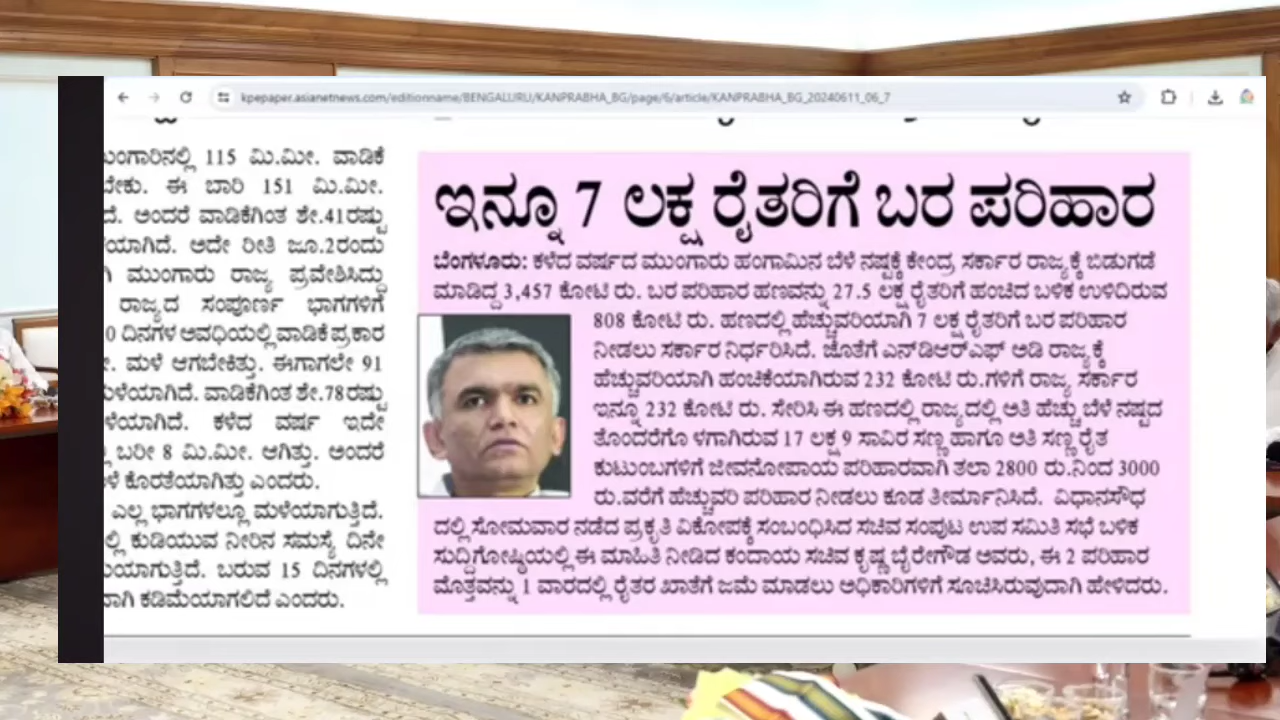 kpepaper.asianetnews.com/editionname/BENGALURU/KANPRABHA_BG/page/6/article/KANPRABHA_BG_20240611_06_7
115 ಮಿ.ಮೀ. ವಾಡಿಕೆ
ಈ ಬಾರಿ 151 ಮಿ.ಮೀ.
ಅಂದರೆ ವಾಡಿಕೆಗಿಂತ ಶೇ.41ರಷ್ಟು
ಅದೇ ರೀತಿ ಜೂ.2ರಂದು
ಮುಂಗಾರು ರಾಜ್ಯ ಪ್ರವೇಶಿಸಿದ್ದು
ರಾಜ್ಯದ ಸಂಪೂರ್ಣ ಭಾಗಗಳಿಗೆ
ದಿನಗಳ ಅವಧಿಯಲ್ಲಿ ವಾಡಿಕೆ ಪ್ರಕಾರ
ಮಳೆ ಆಗಬೇಕಿತ್ತು. ಈಗಾಗಲೇ 91
ವಾಡಿಕೆಗಿಂತ ಶೇ.78ರಷ್ಟು
ಕಳೆದ ವರ್ಷ ಇದೇ
ಬರೀ 8 ಮಿ.ಮೀ. ಆಗಿತ್ತು. ಅಂದರೆ
ಕೊರತೆಯಾಗಿತ್ತು ಎಂದರು.
ಎಲ್ಲ ಭಾಗಗಳಲ್ಲೂ ಮಳೆಯಾಗುತ್ತಿದೆ.
ಕುಡಿಯುವ ನೀರಿನ ಸಮಸ್ಯೆ ದಿನೇ
ಬರುವ 15 ದಿನಗಳಲ್ಲಿ
ಕಡಿಮೆಯಾಗಲಿದೆ ಎಂದರು.
ಇನ್ನೂ 7 ಲಕ್ಷ ರೈತರಿಗೆ ಬರ ಪರಿಹಾರ
ಬೆಂಗಳೂರು: ಕಳೆದ ವರ್ಷದ ಮುಂಗಾರು ಹಂಗಾಮಿನ ಬೆಳೆ ನಷ್ಟಕ್ಕೆ ಕೇಂದ್ರ ಸರ್ಕಾರ ರಾಜ್ಯಕ್ಕೆ ಬಿಡುಗಡೆ
ಮಾಡಿದ್ದ 3,457 ಕೋಟಿ ರು. ಬರ ಪರಿಹಾರ ಹಣವನ್ನು 27.5 ಲಕ್ಷ ರೈತರಿಗೆ ಹಂಚಿದ ಬಳಿಕ ಉಳಿದಿರುವ
808 ಕೋಟಿ ರು. ಹಣದಲ್ಲಿ ಹೆಚ್ಚುವರಿಯಾಗಿ 7 ಲಕ್ಷ ರೈತರಿಗೆ ಬರ ಪರಿಹಾರ
ನೀಡಲು ಸರ್ಕಾರ ನಿರ್ಧರಿಸಿದೆ. ಜೊತೆಗೆ ಎನ್‌ಡಿಆರ್‌ಎಫ್ ಅಡಿ ರಾಜ್ಯಕ್ಕೆ
ಹೆಚ್ಚುವರಿಯಾಗಿ ಹಂಚಿಕೆಯಾಗಿರುವ 232 ಕೋಟಿ ರು.ಗಳಿಗೆ ರಾಜ್ಯ ಸರ್ಕಾರ
ಇನ್ನೂ 232 ಕೋಟಿ ರು. ಸೇರಿಸಿ ಈ ಹಣದಲ್ಲಿ ರಾಜ್ಯದಲ್ಲಿ ಅತಿ ಹೆಚ್ಚು ಬೆಳೆ ನಷ್ಟದ
ತೊಂದರೆಗೊ ಳಗಾಗಿರುವ 17 ಲಕ್ಷ 9 ಸಾವಿರ ಸಣ್ಣ ಹಾಗೂ ಅತಿ ಸಣ್ಣ ರೈತ
ಕುಟುಂಬಗಳಿಗೆ ಜೀವನೋಪಾಯ ಪರಿಹಾರವಾಗಿ ತಲಾ 2800 ರು.ನಿಂದ 3000
ರು.ವರೆಗೆ ಹೆಚ್ಚುವರಿ ಪರಿಹಾರ ನೀಡಲು ಕೂಡ ತೀರ್ಮಾನಿಸಿದೆ. ವಿಧಾನಸೌಧ
ದಲ್ಲಿ ಸೋಮವಾರ ನಡೆದ ಪ್ರಕೃತಿ ವಿಕೋಪಕ್ಕೆ ಸಂಬಂಧಿಸಿದ ಸಚಿವ ಸಂಪುಟ ಉಪ ಸಮಿತಿ ಸಭೆ ಬಳಿಕ
ಸುದ್ದಿಗೋಷ್ಠಿಯಲ್ಲಿ ಈ ಮಾಹಿತಿ ನೀಡಿದ ಕಂದಾಯ ಸಚಿವ ಕೃಷ್ಣ ಬೈರೇಗೌಡ ಅವರು, ಈ 2 ಪರಿಹಾರ
ಮೊತ್ತವನ್ನು 1 ವಾರದಲ್ಲಿ ರೈತರ ಖಾತೆಗೆ ಜಮೆ ಮಾಡಲು ಅಧಿಕಾರಿಗಳಿಗೆ ಸೂಚಿಸಿರುವುದಾಗಿ ಹೇಳಿದರು.